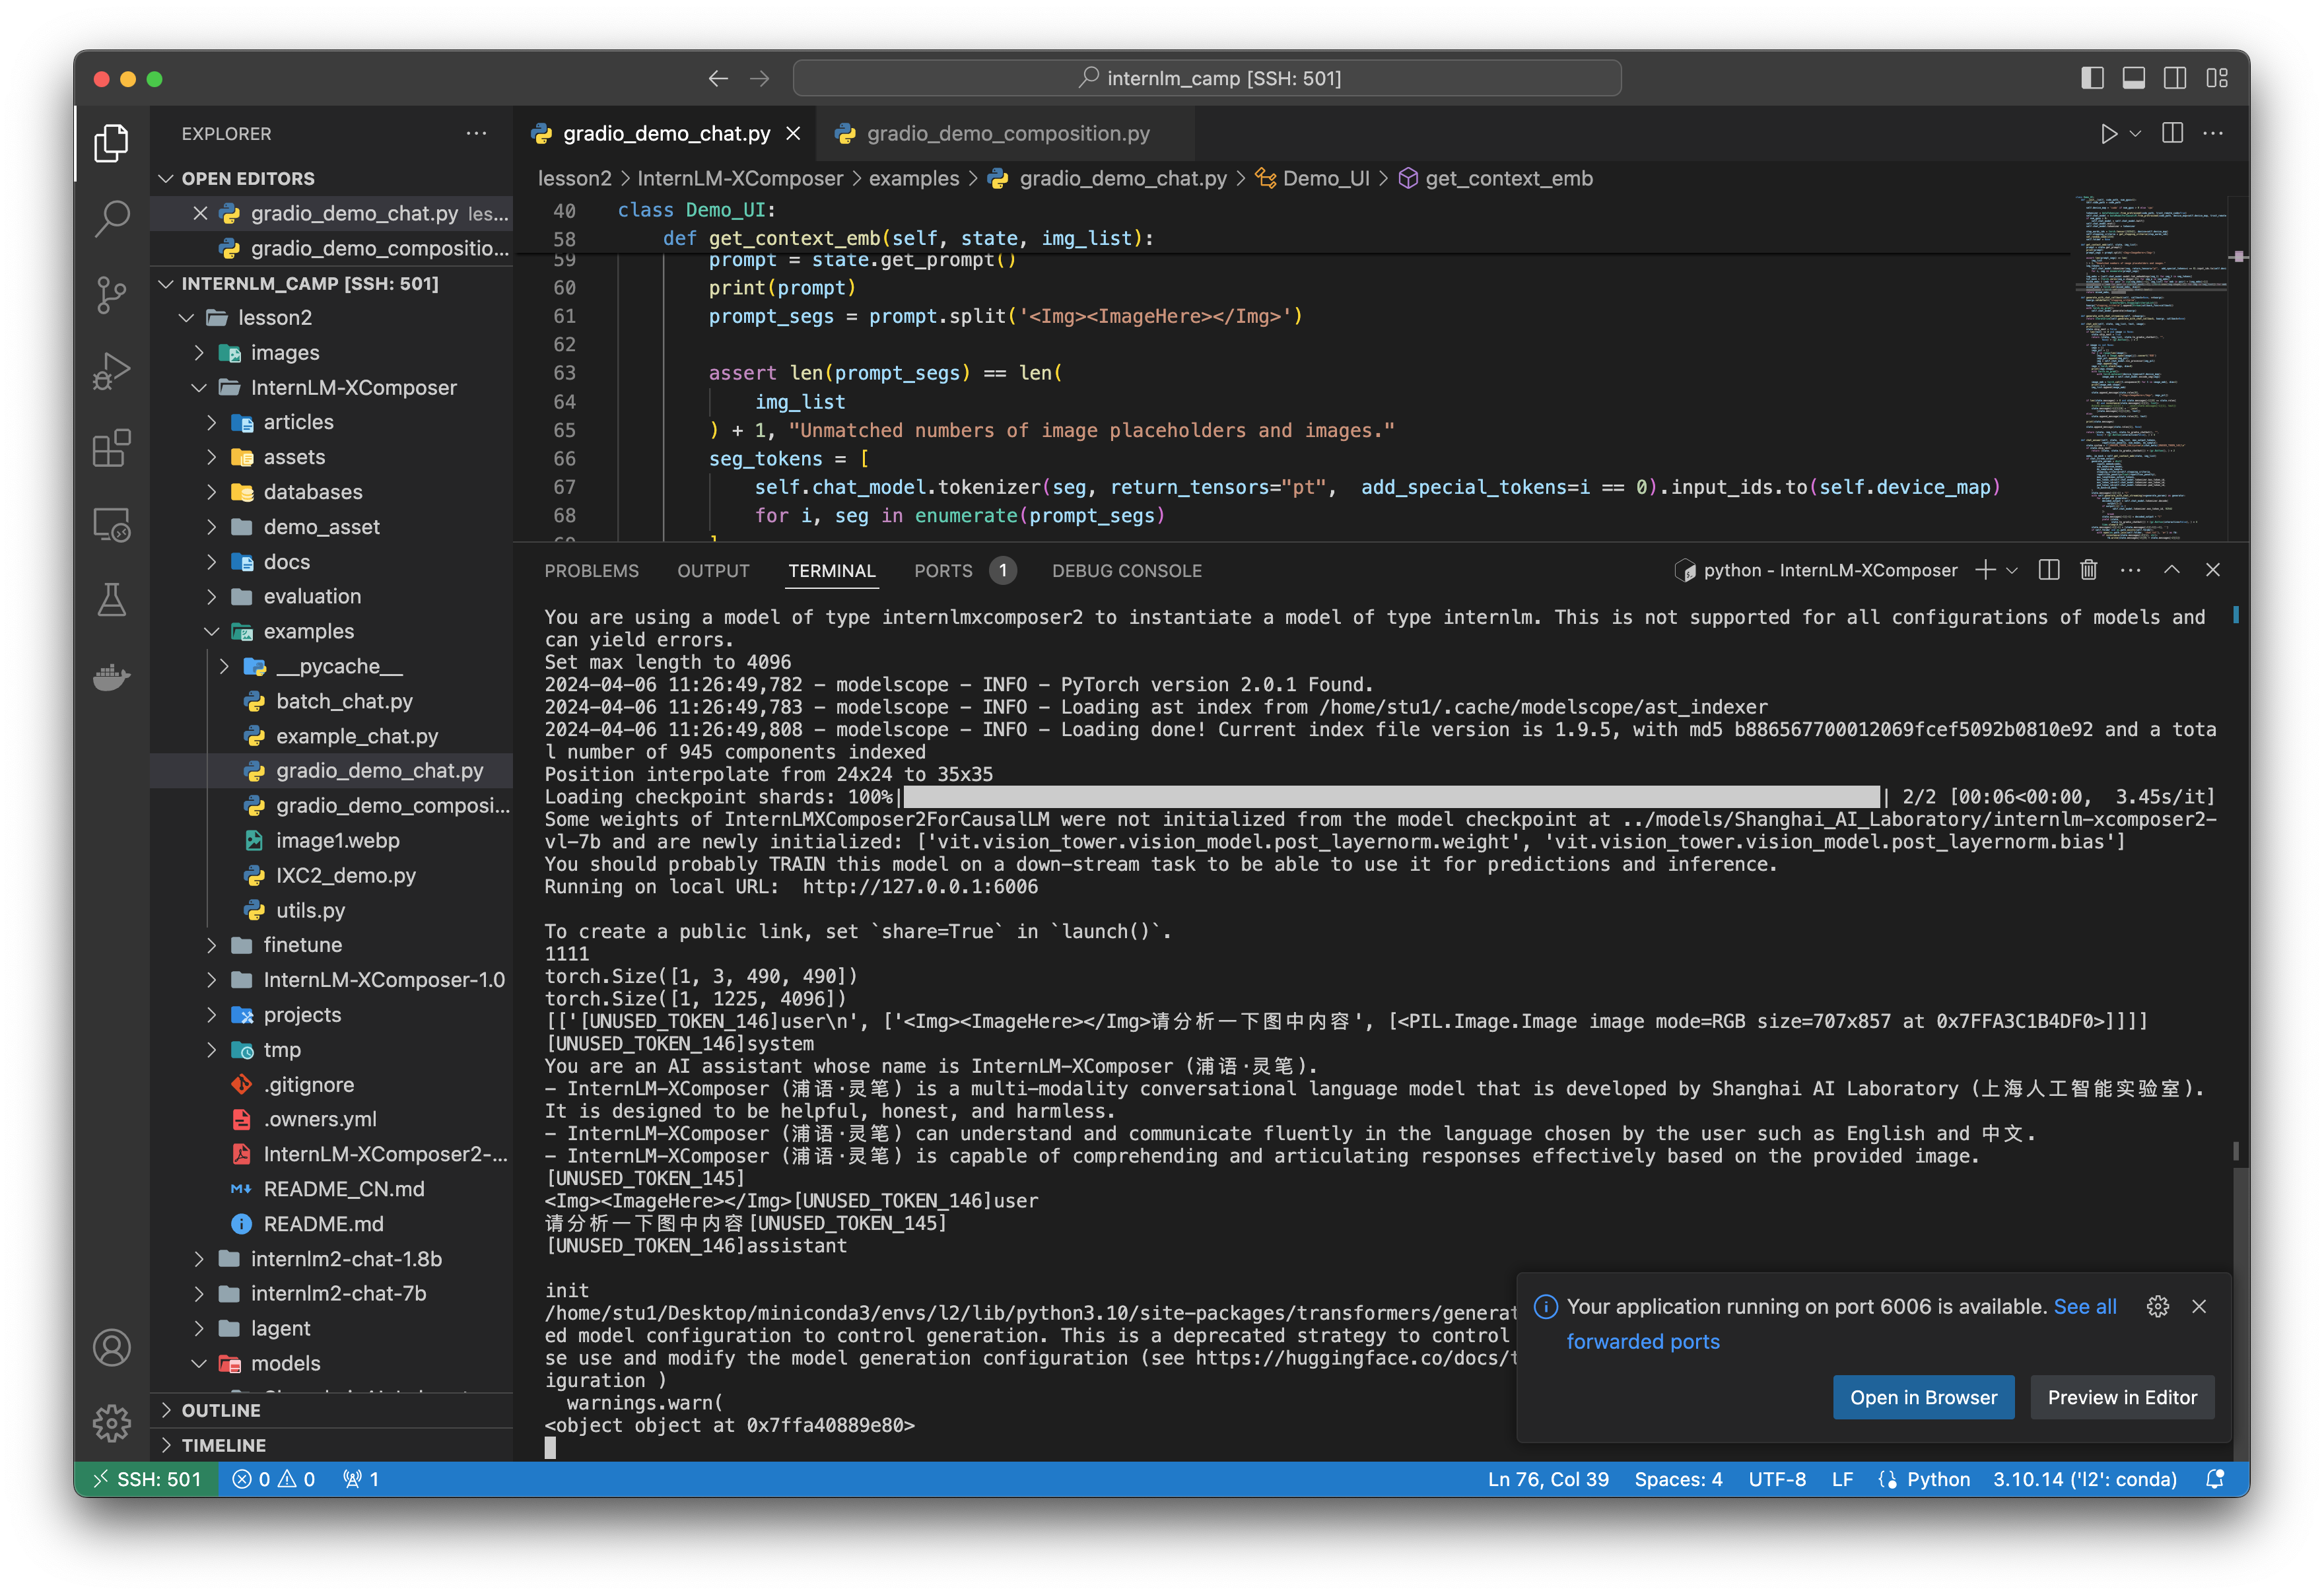 internlm_camp [SSH: 501]
EXPLORER
OPEN EDITORS
gradio_demo_chat.py les...
gradio_demo_compositio...
INTERNLM_CAMP [SSH: 501]
lesson2
images
InternLM-XComposer
articles
assets
databases
demo_asset
docs
evaluation
examples
__pycache__
batch_chat.py
example_chat.py
gradio_demo_chat.py
gradio_demo_composi...
image1.webp
IXC2_demo.py
utils.py
finetune
InternLM-XComposer-1.0
projects
tmp
.gitignore
.owners.yml
InternLM-XComposer2-...
README_CN.md
README.md
internlm2-chat-1.8b
internlm2-chat-7b
lagent
models
OUTLINE
TIMELINE
gradio_demo_chat.py
gradio_demo_composition.py
lesson2 > InternLM-XComposer > examples > gradio_demo_chat.py > Demo_UI > get_context_emb
40 class Demo_UI:
58 def get_context_emb(self, state, img_list):
59 prompt = state.get_prompt()
60 print(prompt)
61 prompt_segs = prompt.split('<Img><ImageHere></Img>')
62
63 assert len(prompt_segs) == len(
64 img_list
65 ) + 1, "Unmatched numbers of image placeholders and images."
66 seg_tokens = [
67 self.chat_model.tokenizer(seg, return_tensors="pt", add_special_tokens=i == 0).input_ids.to(self.device_map)
68 for i, seg in enumerate(prompt_segs)
69 ]
PROBLEMS OUTPUT TERMINAL PORTS 1 DEBUG CONSOLE
python - InternLM-XComposer
You are using a model of type internlmxcomposer2 to instantiate a model of type internlm. This is not supported for all configurations of models and
can yield errors.
Set max length to 4096
2024-04-06 11:26:49,782 - modelscope - INFO - PyTorch version 2.0.1 Found.
2024-04-06 11:26:49,783 - modelscope - INFO - Loading ast index from /home/stu1/.cache/modelscope/ast_indexer
2024-04-06 11:26:49,808 - modelscope - INFO - Loading done! Current index file version is 1.9.5, with md5 b886567700012069fcef5092b0810e92 and a tota
l number of 945 components indexed
Position interpolate from 24x24 to 35x35
Loading checkpoint shards: 100%| | 2/2 [00:06<00:00, 3.45s/it]
Some weights of InternLMXComposer2ForCausalLM were not initialized from the model checkpoint at ../models/Shanghai_AI_Laboratory/internlm-xcomposer2-
vl-7b and are newly initialized: ['vit.vision_tower.vision_model.post_layernorm.weight', 'vit.vision_tower.vision_model.post_layernorm.bias']
You should probably TRAIN this model on a down-stream task to be able to use it for predictions and inference.
Running on local URL:  http://127.0.0.1:6006
To create a public link, set `share=True` in `launch()`.
1111
torch.Size([1, 3, 490, 490])
torch.Size([1, 1225, 4096])
[['[UNUSED_TOKEN_146]user\n', ['<Img><ImageHere></Img>请分析一下图中内容', [<PIL.Image.Image image mode=RGB size=707x857 at 0x7FFA3C1B4DF0>]]]]
[UNUSED_TOKEN_146]system
You are an AI assistant whose name is InternLM-XComposer (浦语·灵笔).
- InternLM-XComposer (浦语·灵笔) is a multi-modality conversational language model that is developed by Shanghai AI Laboratory (上海人工智能实验室).
It is designed to be helpful, honest, and harmless.
- InternLM-XComposer (浦语·灵笔) can understand and communicate fluently in the language chosen by the user such as English and 中文.
- InternLM-XComposer (浦语·灵笔) is capable of comprehending and articulating responses effectively based on the provided image.
[UNUSED_TOKEN_145]
<Img><ImageHere></Img>[UNUSED_TOKEN_146]user
请分析一下图中内容[UNUSED_TOKEN_145]
[UNUSED_TOKEN_146]assistant
init
/home/stu1/Desktop/miniconda3/envs/l2/lib/python3.10/site-packages/transformers/generat
ed model configuration to control generation. This is a deprecated strategy to control
se use and modify the model generation configuration (see https://huggingface.co/docs/t
iguration )
warnings.warn(
<object object at 0x7ffa40889e80>
Your application running on port 6006 is available. See all
forwarded ports
Open in Browser
Preview in Editor
SSH: 501 0 0 1 Ln 76, Col 39 Spaces: 4 UTF-8 LF Python 3.10.14 ('l2': conda)